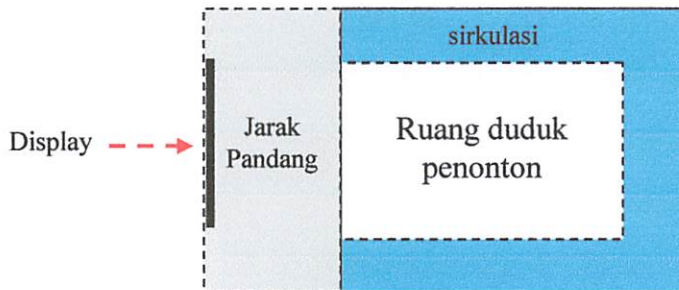 sirkulasi
Display
Jarak
Pandang
Ruang duduk
penonton